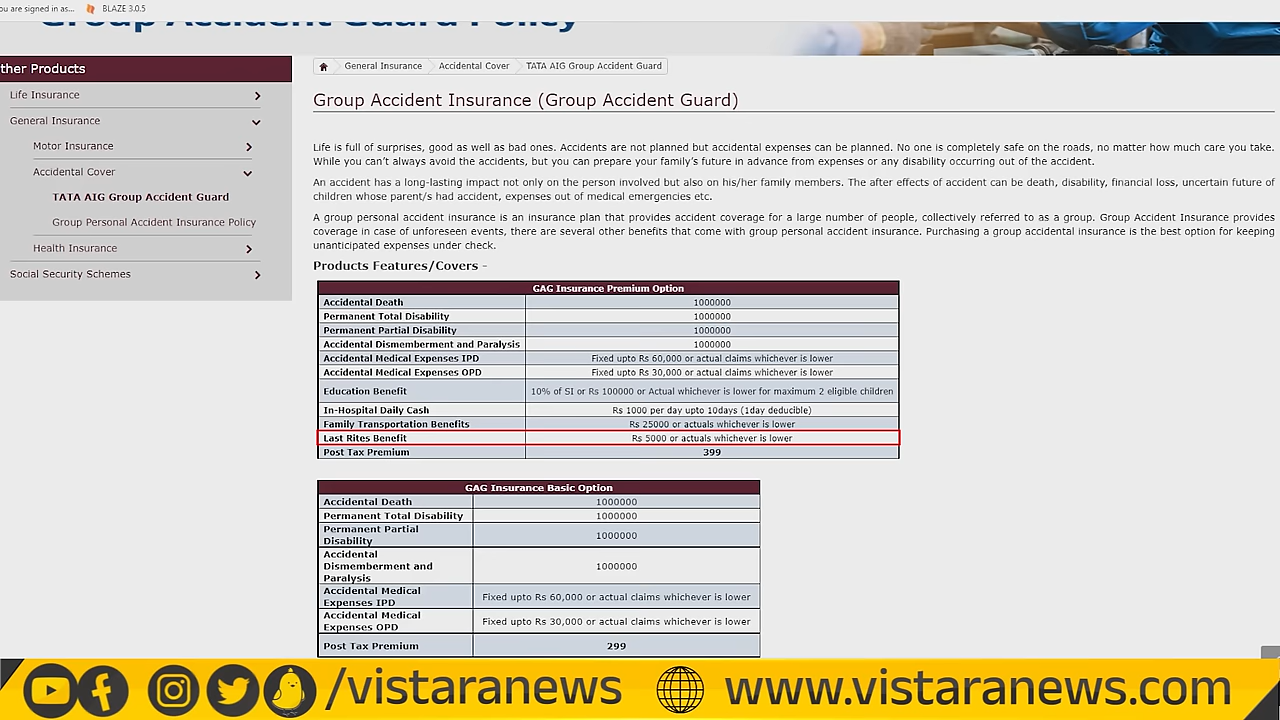 ou are signed in as...
BLAZE 3.0.5
Group Accident Guard Policy
ther Products
Life Insurance
General Insurance
Motor Insurance
Accidental Cover
TATA AIG Group Accident Guard
Group Personal Accident Insurance Policy
Health Insurance
Social Security Schemes
General Insurance
Accidental Cover
TATA AIG Group Accident Guard
Group Accident Insurance (Group Accident Guard)
Life is full of surprises, good as well as bad ones. Accidents are not planned but accidental expenses can be planned. No one is completely safe on the roads, no matter how much care you take.
While you can't always avoid the accidents, but you can prepare your family's future in advance from expenses or any disability occurring out of the accident.
An accident has a long-lasting impact not only on the person involved but also on his/her family members. The after effects of accident can be death, disability, financial loss, uncertain future of
children whose parent/s had accident, expenses out of medical emergencies etc.
A group personal accident insurance is an insurance plan that provides accident coverage for a large number of people, collectively referred to as a group. Group Accident Insurance provides
coverage in case of unforeseen events, there are several other benefits that come with group personal accident insurance. Purchasing a group accidental insurance is the best option for keeping
unanticipated expenses under check.
Products Features/Covers -
GAG Insurance Premium Option
Accidental Death 1000000
Permanent Total Disability 1000000
Permanent Partial Disability 1000000
Accidental Dismemberment and Paralysis 1000000
Accidental Medical Expenses IPD Fixed upto Rs 60,000 or actual claims whichever is lower
Accidental Medical Expenses OPD Fixed upto Rs 30,000 or actual claims whichever is lower
Education Benefit 10% of SI or Rs 100000 or Actual whichever is lower for maximum 2 eligible children
In-Hospital Daily Cash Rs 1000 per day upto 10days (1day deducible)
Family Transportation Benefits Rs 25000 or actuals whichever is lower
Last Rites Benefit Rs 5000 or actuals whichever is lower
Post Tax Premium 399
GAG Insurance Basic Option
Accidental Death 1000000
Permanent Total Disability 1000000
Permanent Partial
Disability 1000000
Accidental
Dismemberment and 1000000
Paralysis
Accidental Medical
Expenses IPD Fixed upto Rs 60,000 or actual claims whichever is lower
Accidental Medical
Expenses OPD Fixed upto Rs 30,000 or actual claims whichever is lower
Post Tax Premium 299
/vistaranews
www.vistaranews.com